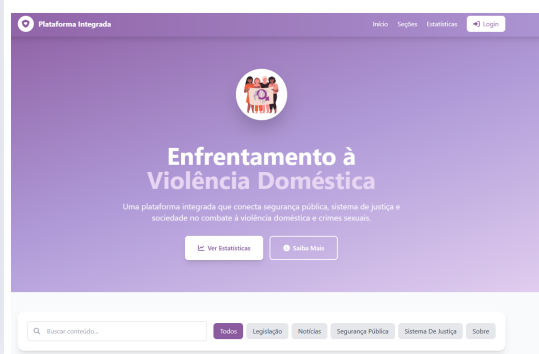 Plataforma Integrada
Início Seções Estatísticas Login
Enfrentamento à
Violência Doméstica
Uma plataforma integrada que conecta segurança pública, sistema de justiça e
sociedade no combate à violência doméstica e crimes sexuais.
Ver Estatísticas Saiba Mais
Buscar conteúdo... Todos Legislação Notícias Segurança Pública Sistema De Justiça Sobre